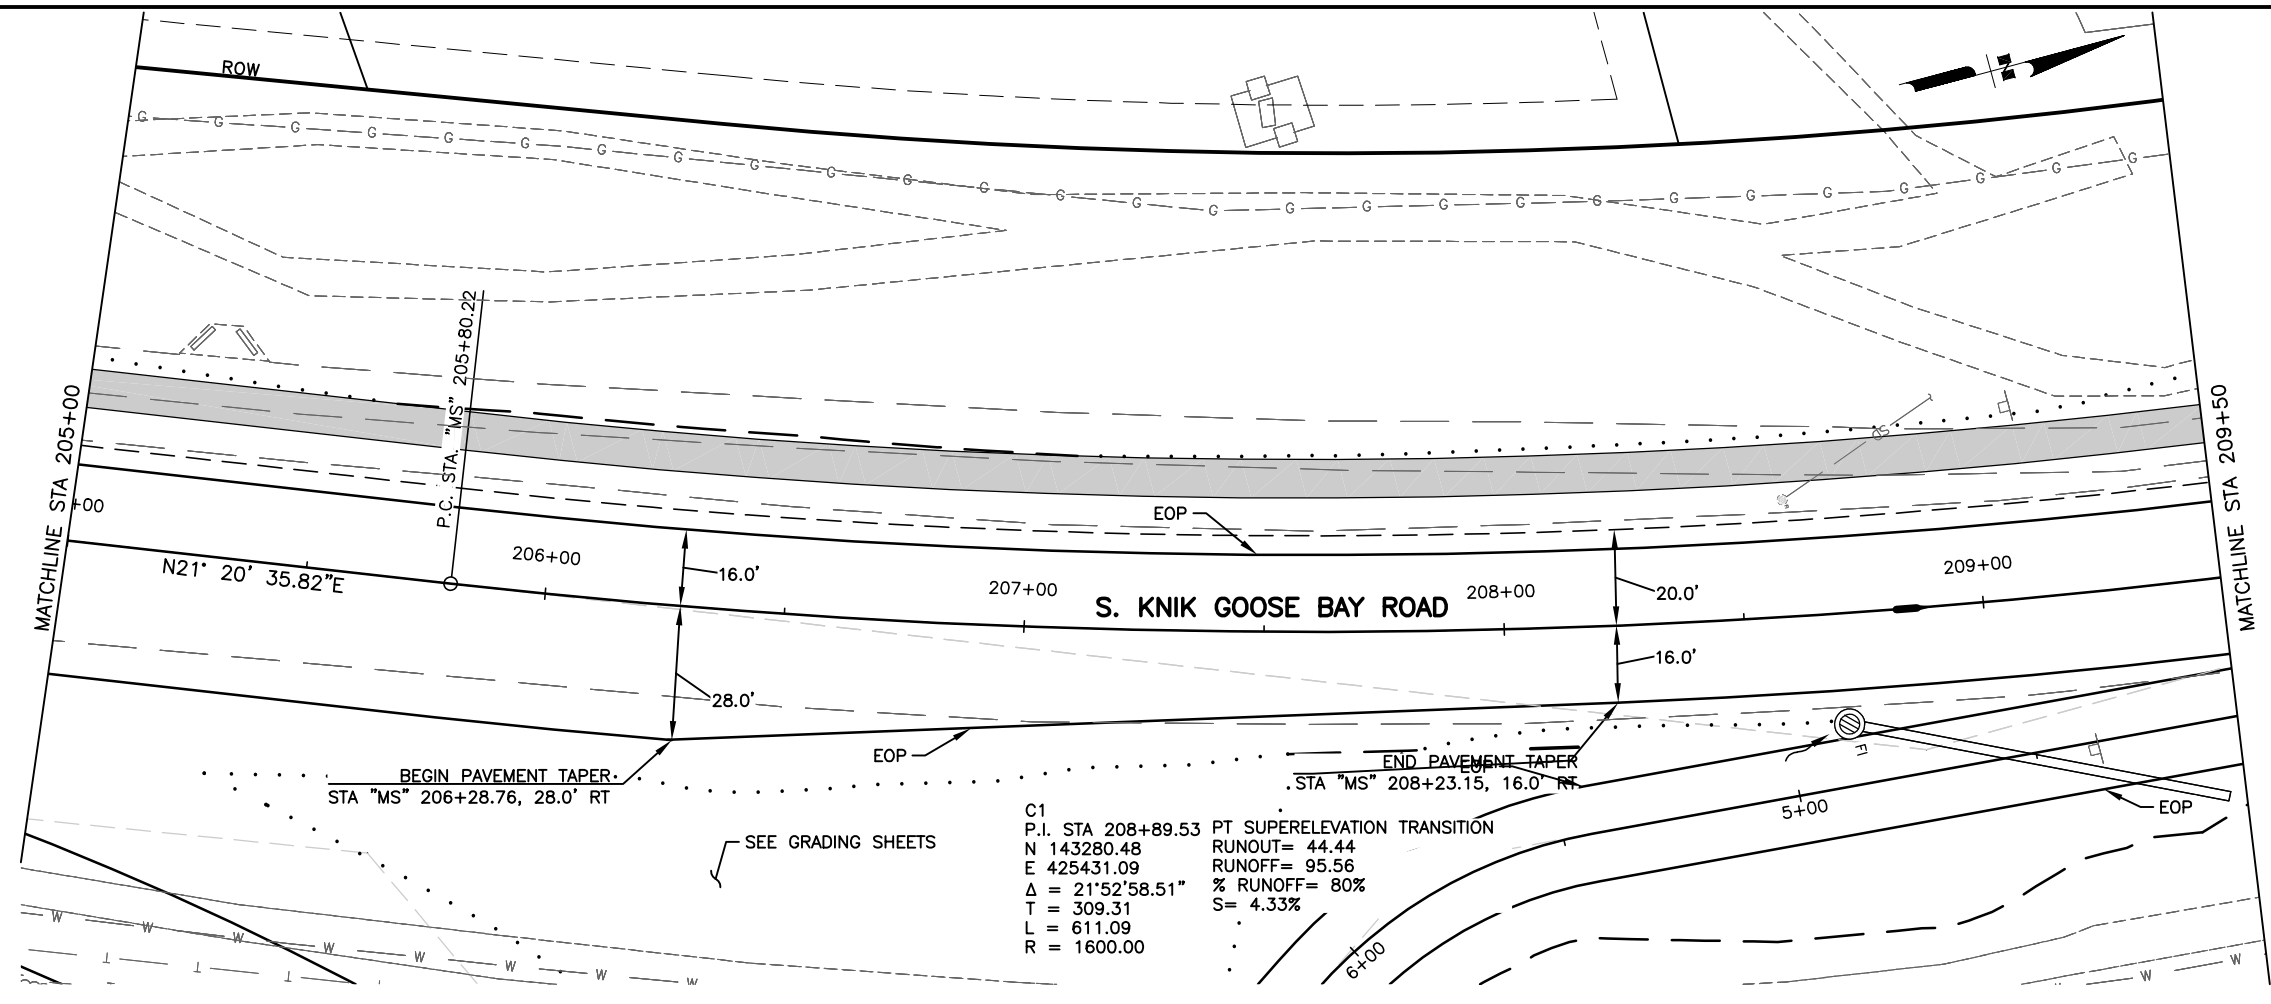 ROW
N
G G G G G G G G G G G G G G G G G G G G G G G G G G G
MATCHLINE STA 205+00
+00
P.C. STA. "MS" 205+80.22
N21° 20' 35.82"E
206+00
16.0'
28.0'
EOP
207+00
S. KNIK GOOSE BAY ROAD
208+00
20.0'
16.0'
209+00
SD
MATCHLINE STA 209+50
BEGIN PAVEMENT TAPER
STA "MS" 206+28.76, 28.0' RT
EOP
END PAVEMENT TAPER
EOP
STA "MS" 208+23.15, 16.0' RT
FI
5+00
EOP
SEE GRADING SHEETS
C1
P.I. STA 208+89.53
N 143280.48
E 425431.09
Δ = 21°52'58.51"
T = 309.31
L = 611.09
R = 1600.00
PT SUPERELEVATION TRANSITION
RUNOUT= 44.44
RUNOFF= 95.56
% RUNOFF= 80%
S= 4.33%
6+00
W W W W W W W W
W W